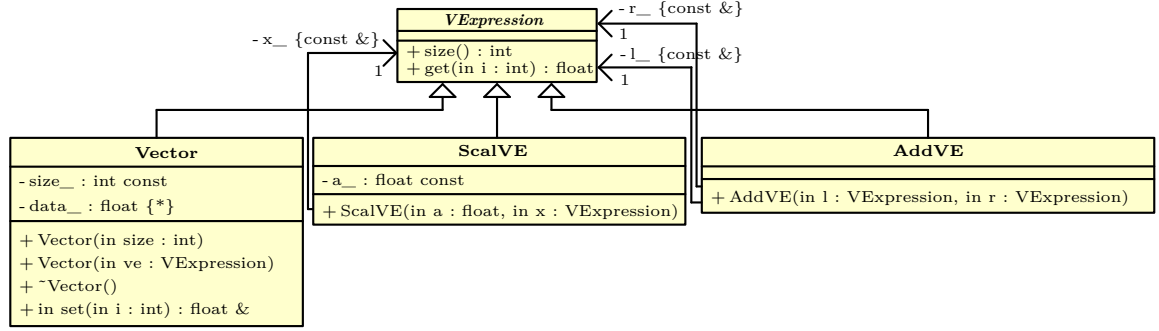 VExpression
+ size() : int
+ get(in i : int) : float
- x_ {const &}
1
- r_ {const &}
1
- l_ {const &}
1
Vector
- size_ : int const
- data_ : float {*}
+ Vector(in size : int)
+ Vector(in ve : VExpression)
+ ~Vector()
+ in set(in i : int) : float &
ScalVE
- a_ : float const
+ ScalVE(in a : float, in x : VExpression)
AddVE
+ AddVE(in l : VExpression, in r : VExpression)